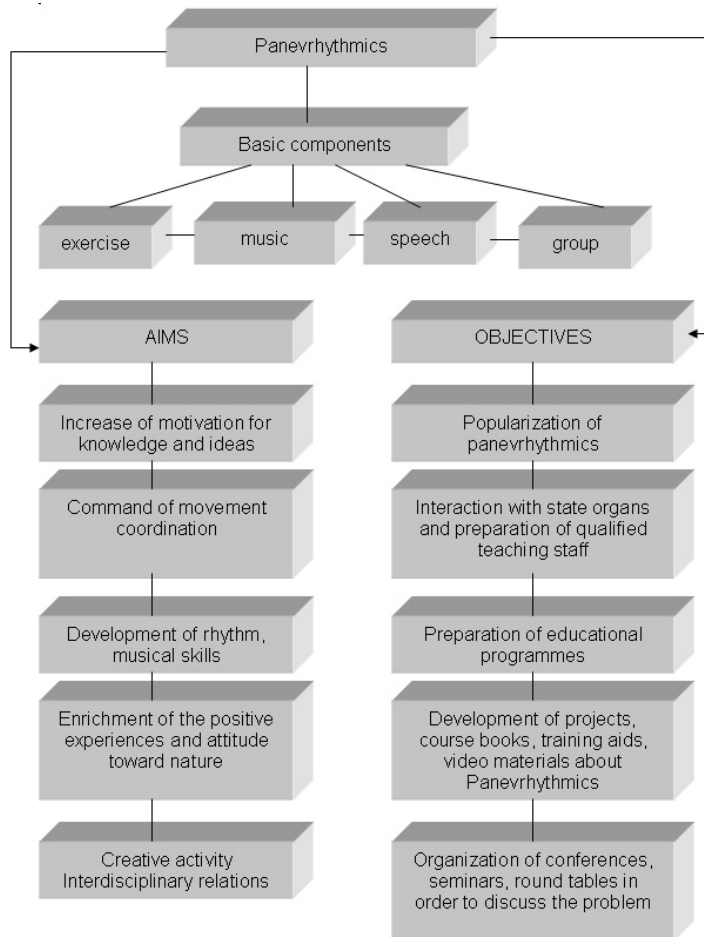 Panevrhythmics
Basic components
exercise
music
speech
group
AIMS
Increase of motivation for
knowledge and ideas
Command of movement
coordination
Development of rhythm,
musical skills
Enrichment of the positive
experiences and attitude
toward nature
Creative activity
Interdisciplinary relations
OBJECTIVES
Popularization of
panevrhythmics
Interaction with state organs
and preparation of qualified
teaching staff
Preparation of educational
programmes
Development of projects,
course books, training aids,
video materials about
Panevrhythmics
Organization of conferences,
seminars, round tables in
order to discuss the problem